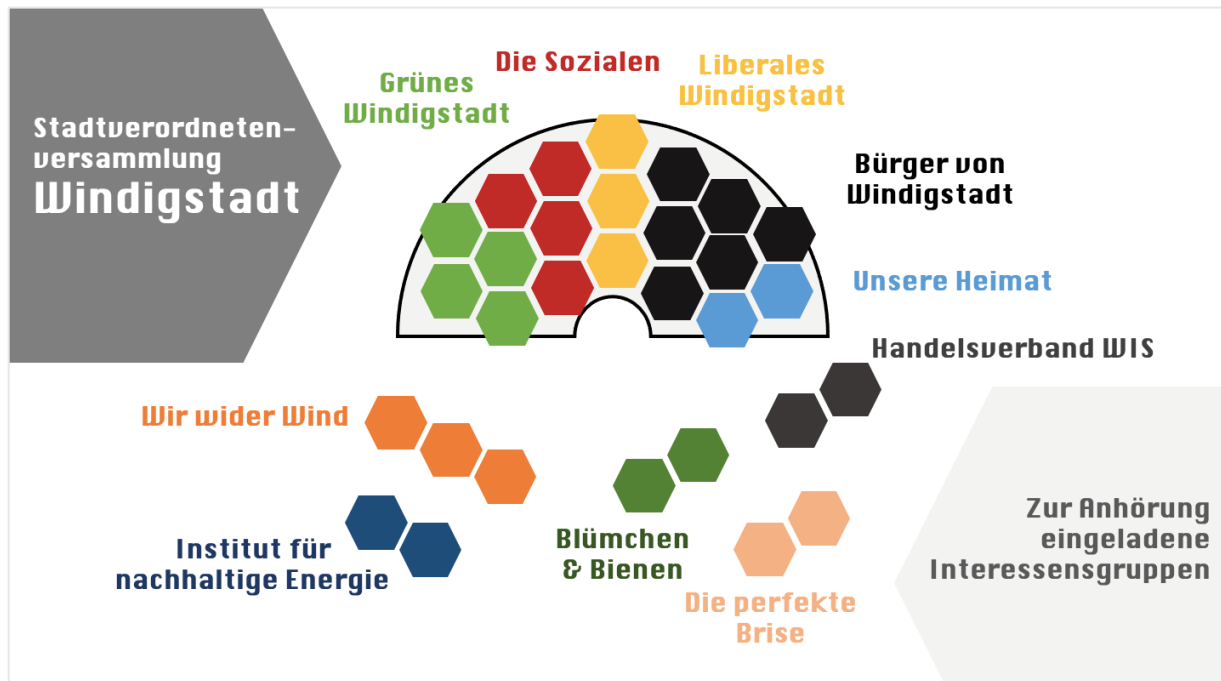 Stadtverordneten-
versammlung
Windigstadt
Grünes
Windigstadt
Die Sozialen
Liberales
Windigstadt
Bürger von
Windigstadt
Unsere Heimat
Handelsverband WIS
Wir wider Wind
Institut für
nachhaltige Energie
Blümchen
& Bienen
Die perfekte
Brise
Zur Anhörung
eingeladene
Interessensgruppen